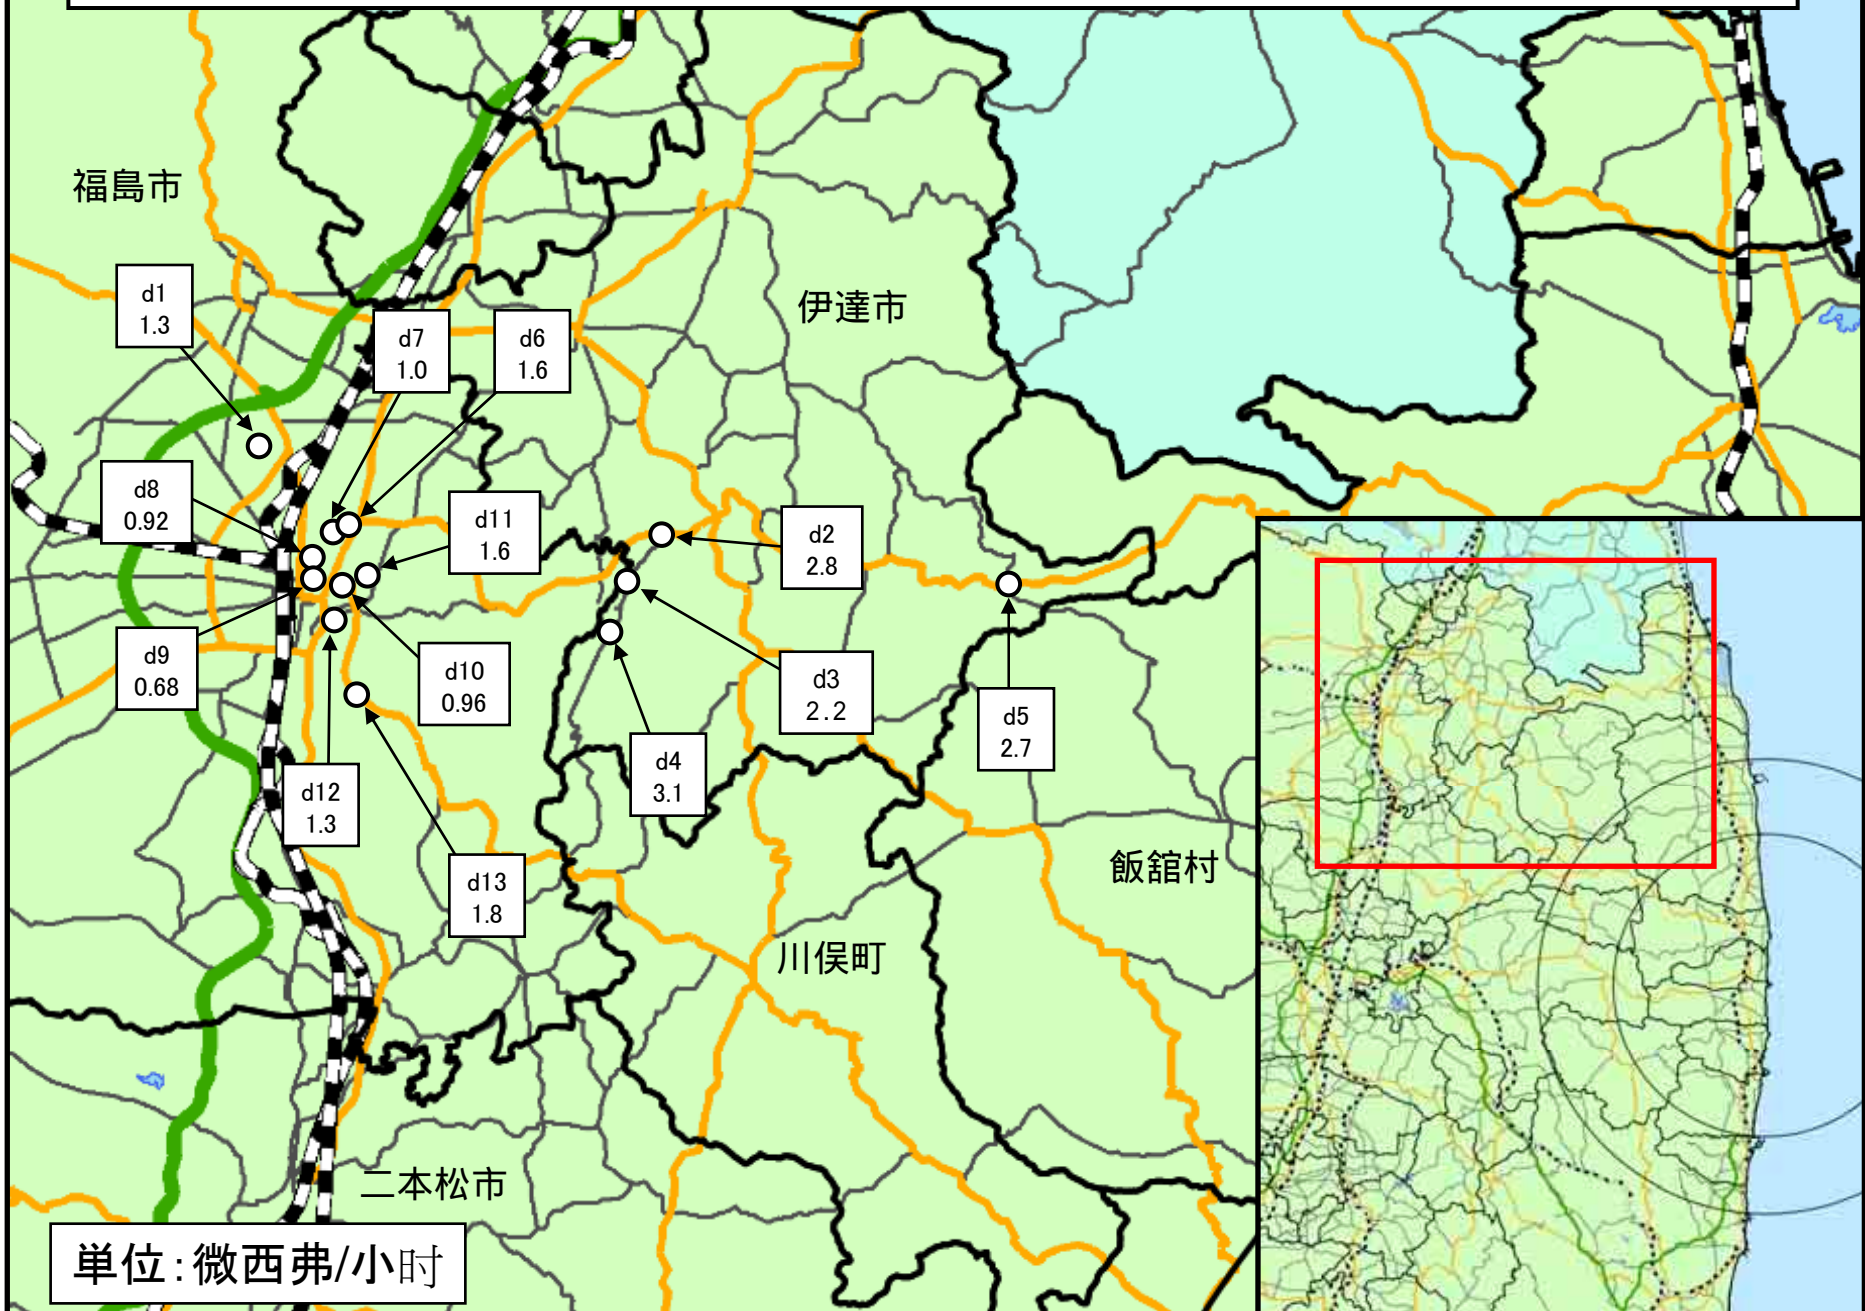 福島市
d1
1.3
伊達市
d7
1.0
d6
1.6
d8
0.92
d11
1.6
d2
2.8
d9
0.68
d10
0.96
d3
2.2
d5
2.7
d4
3.1
d12
1.3
d13
1.8
飯舘村
川俣町
二本松市
単位:微西弗/小时